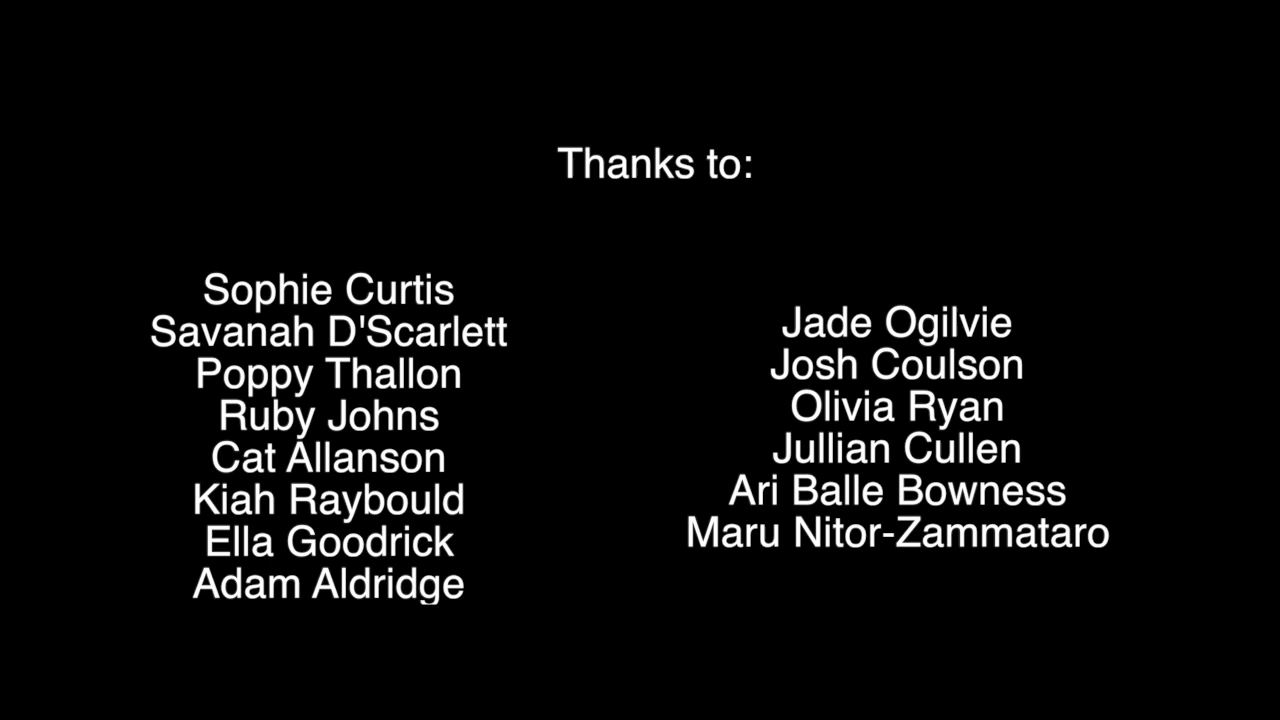 Thanks to:
Sophie Curtis
Savanah D'Scarlett
Poppy Thallon
Ruby Johns
Cat Allanson
Kiah Raybould
Ella Goodrick
Adam Aldridge
Jade Ogilvie
Josh Coulson
Olivia Ryan
Jullian Cullen
Ari Balle Bowness
Maru Nitor-Zammataro